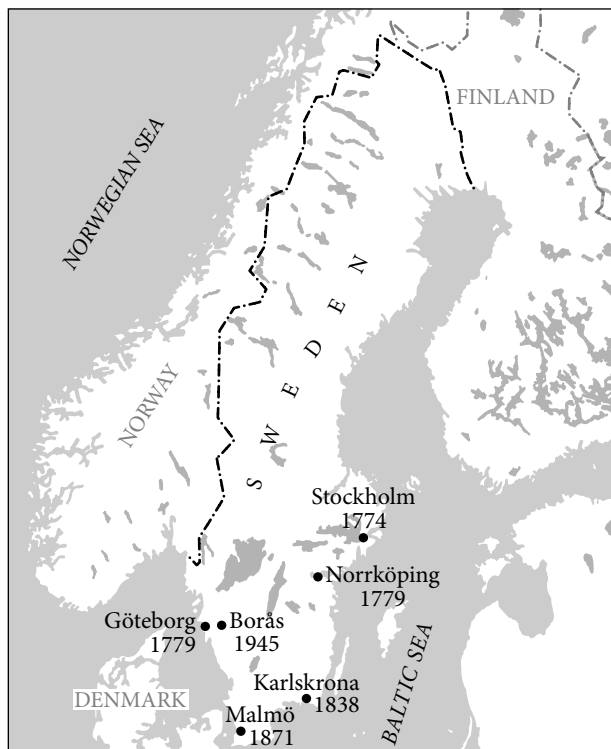 FINLAND
NORWEGIAN SEA
SWEDEN
NORWAY
Stockholm
1774
Norrköping
1779
Göteborg
1779
Borås
1945
DENMARK
Karlskrona
1838
Malmö
1871
BALTIC SEA